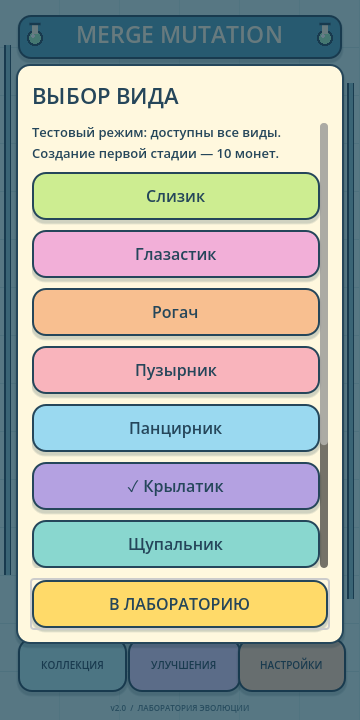 MERGE MUTATION
ВЫБОР ВИДА
Тестовый режим: доступны все виды.
Создание первой стадии — 10 монет.
Слизик
Глазастик
Рогач
Пузырник
Панцирник
✓ Крылатик
Щупальник
В ЛАБОРАТОРИЮ
КОЛЛЕКЦИЯ УЛУЧШЕНИЯ НАСТРОЙКИ
v2.0 / ЛАБОРАТОРИЯ ЭВОЛЮЦИИ